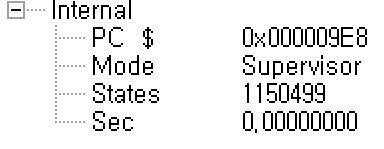 Internal
PC $ 0x000009E8
Mode Supervisor
States 1150499
Sec 0,00000000